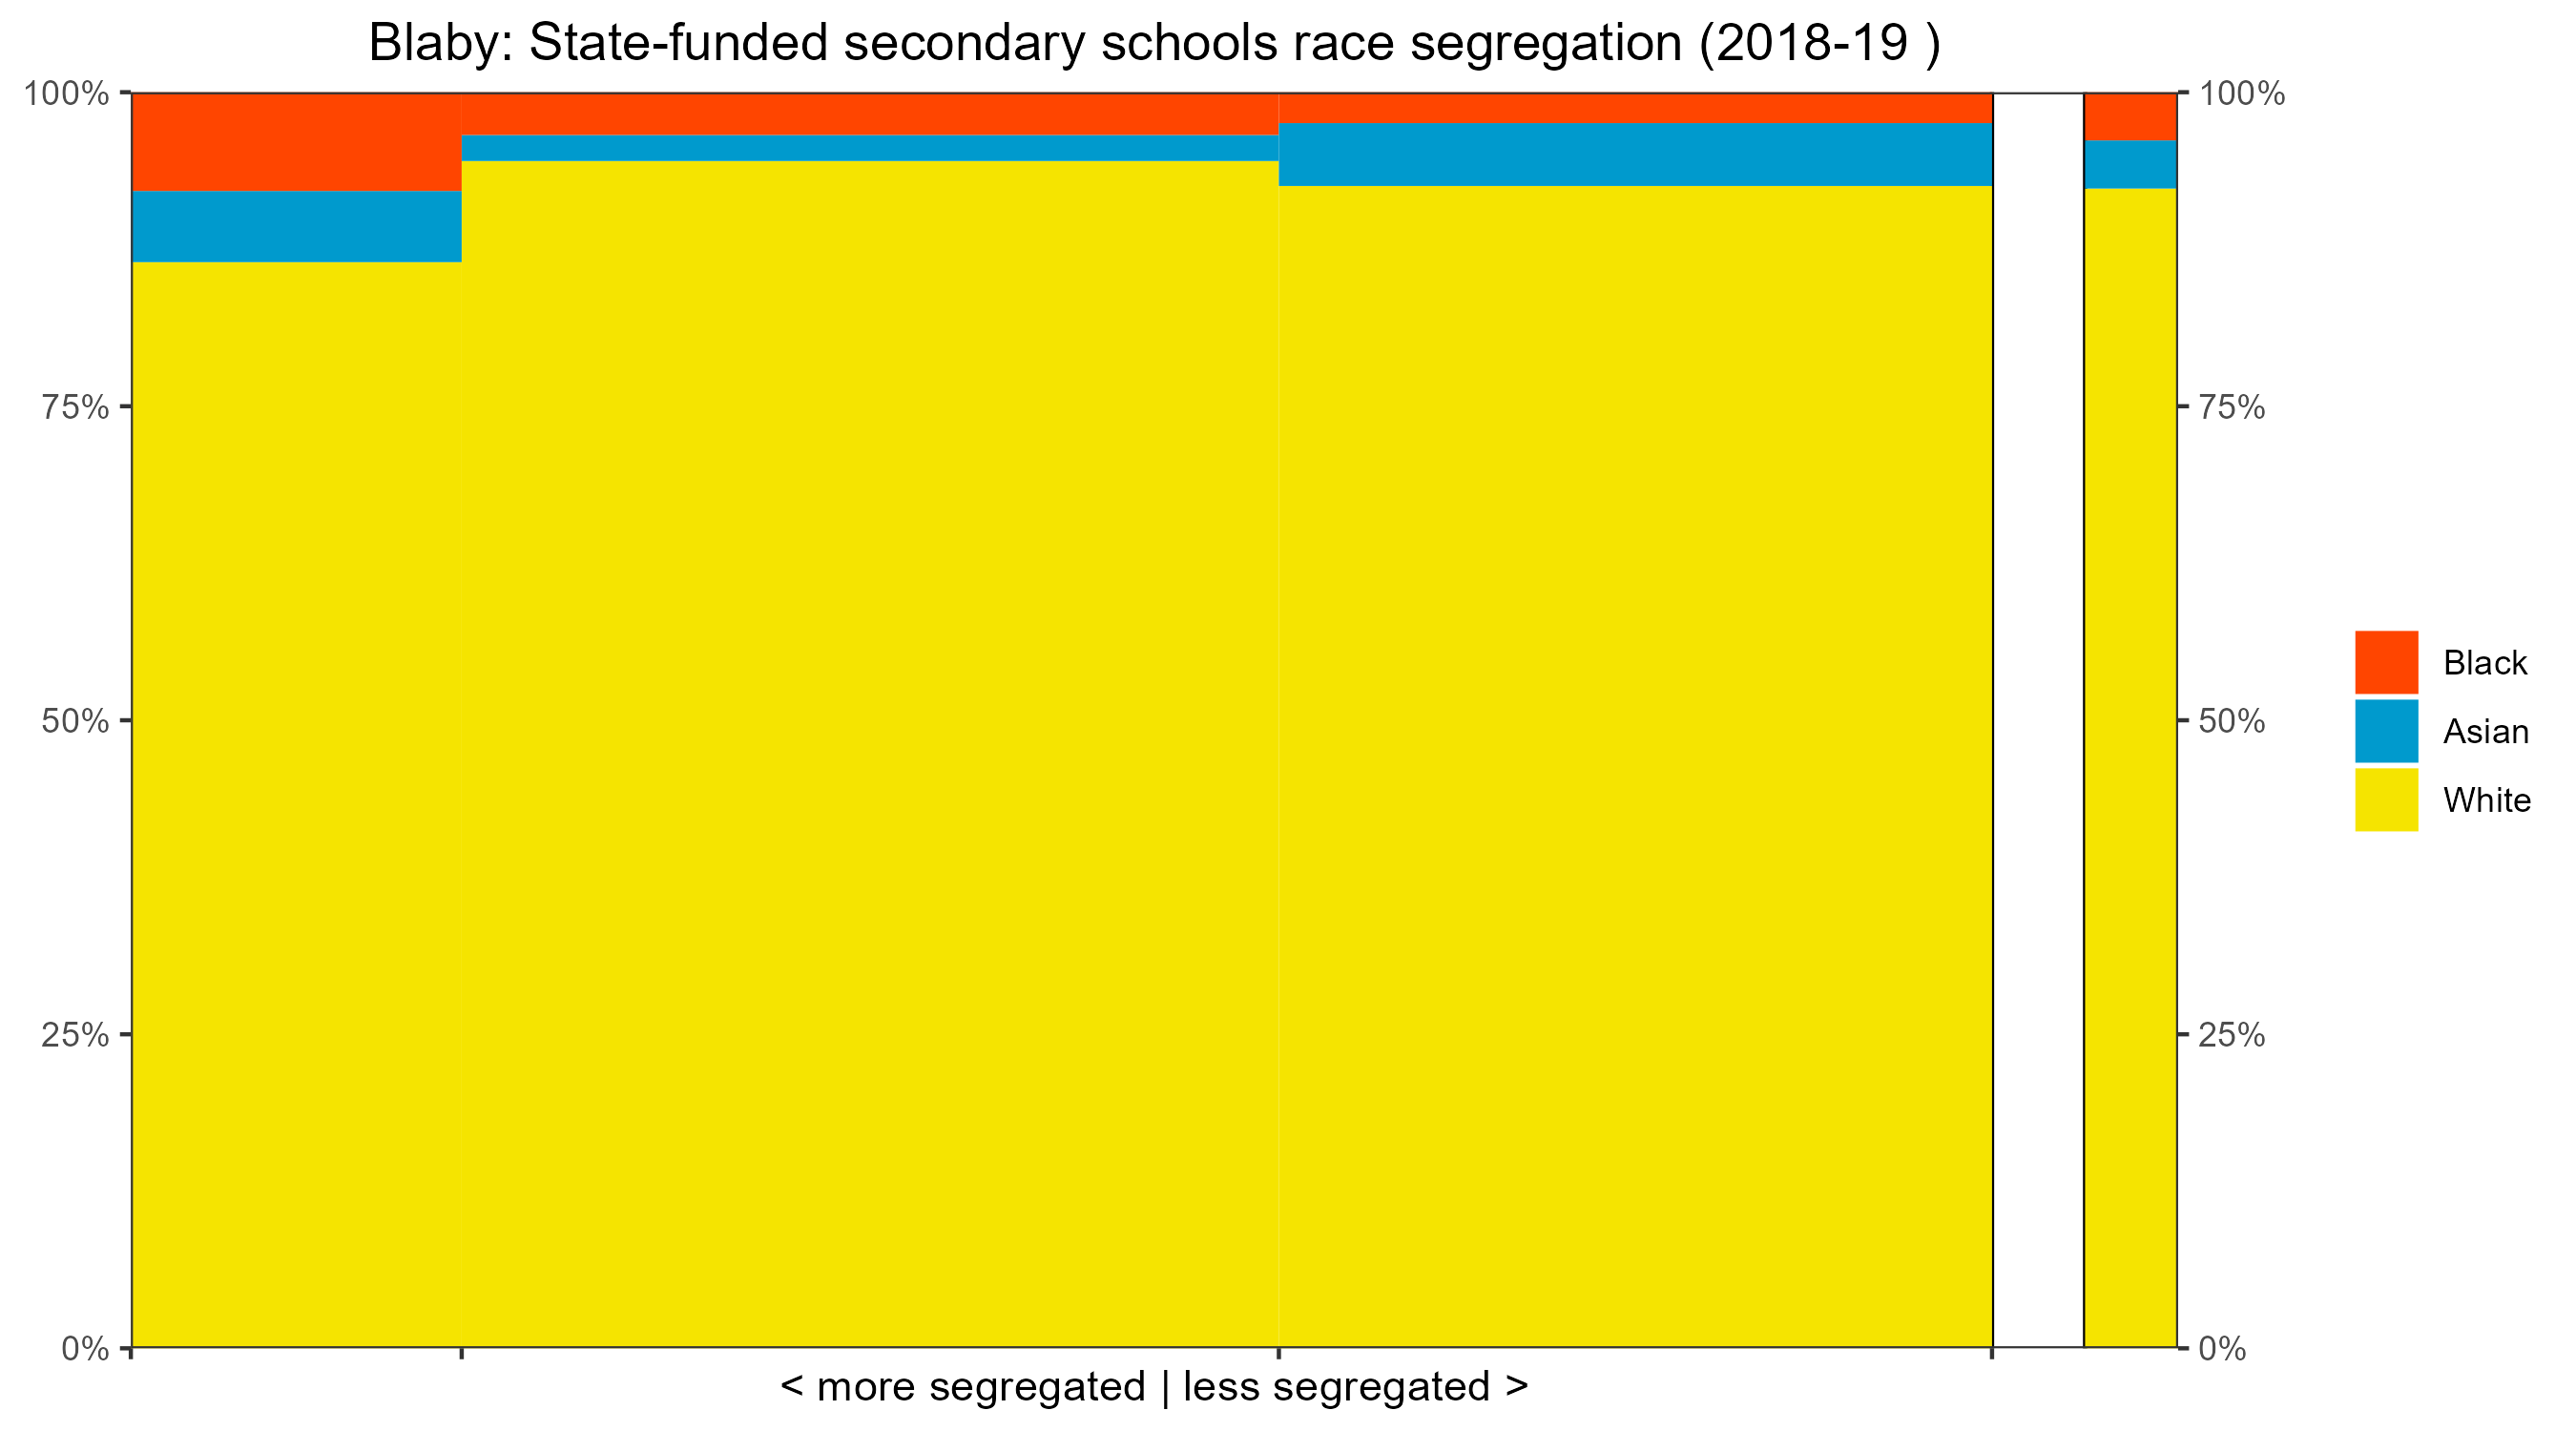 Blaby: State-funded secondary schools race segregation (2018-19 )
100%
75%
50%
25%
0%
100%
75%
50%
25%
0%
Black
Asian
White
< more segregated | less segregated >